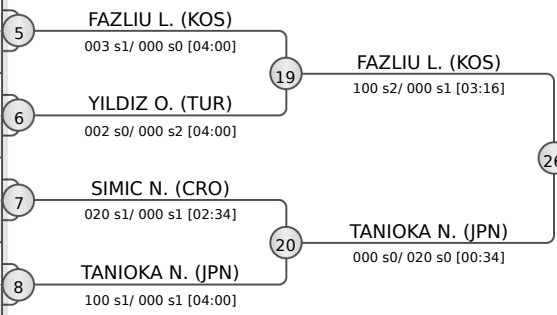 FAZLIU L. (KOS)
5
003 s1/ 000 s0 [04:00]
19
FAZLIU L. (KOS)
100 s2/ 000 s1 [03:16]
YILDIZ O. (TUR)
6
002 s0/ 000 s2 [04:00]
26
SIMIC N. (CRO)
7
020 s1/ 000 s1 [02:34]
20
TANIOKA N. (JPN)
000 s0/ 020 s0 [00:34]
TANIOKA N. (JPN)
8
100 s1/ 000 s1 [04:00]